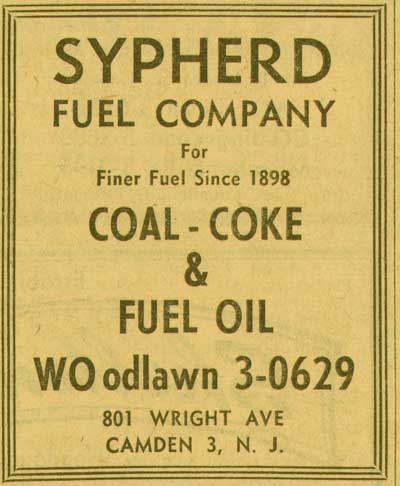 SYPHERD
FUEL COMPANY
For
Finer Fuel Since 1898
COAL - COKE
&
FUEL OIL
WOodlawn 3-0629
801 WRIGHT AVE
CAMDEN 3, N. J.